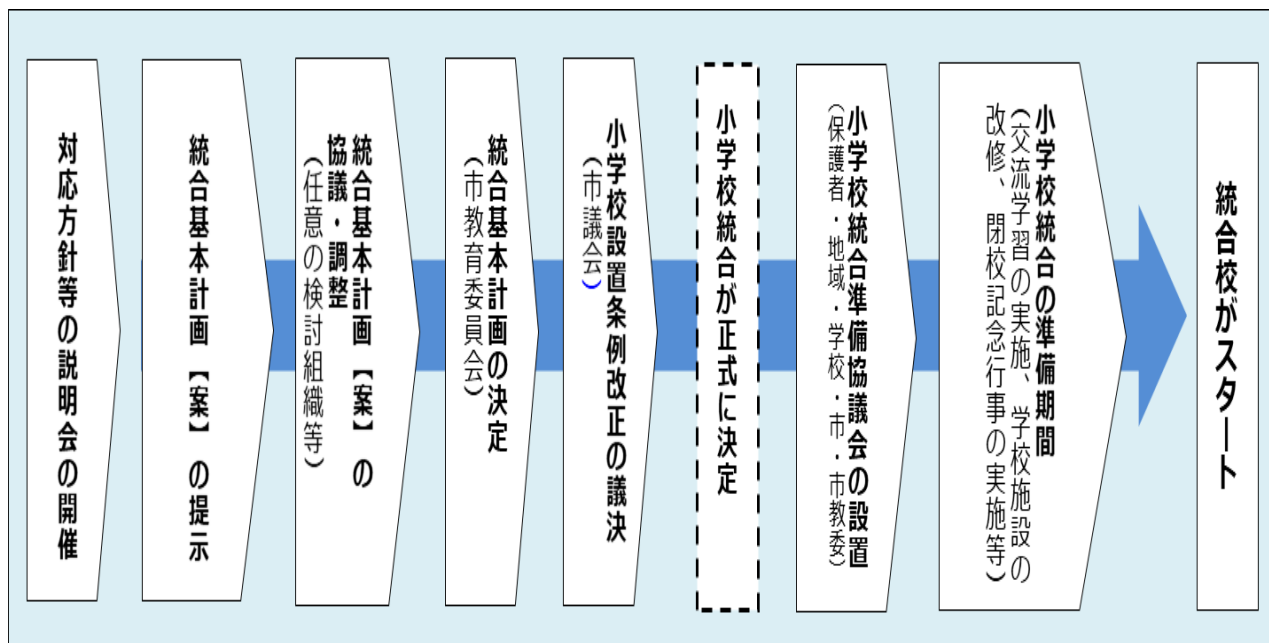 対応方針等の説明会の開催
統合基本計画【案】の提示
統合基本計画【案】の
協議・調整
(任意の検討組織等)
統合基本計画の決定
(市教育委員会)
小学校設置条例改正の議決
(市議会)
小学校統合が正式に決定
小学校統合準備協議会の設置
(保護者・地域・学校・市・市教委)
小学校統合の準備期間
(交流学習の実施、学校施設の
改修、閉校記念行事の実施等)
統合校がスタート